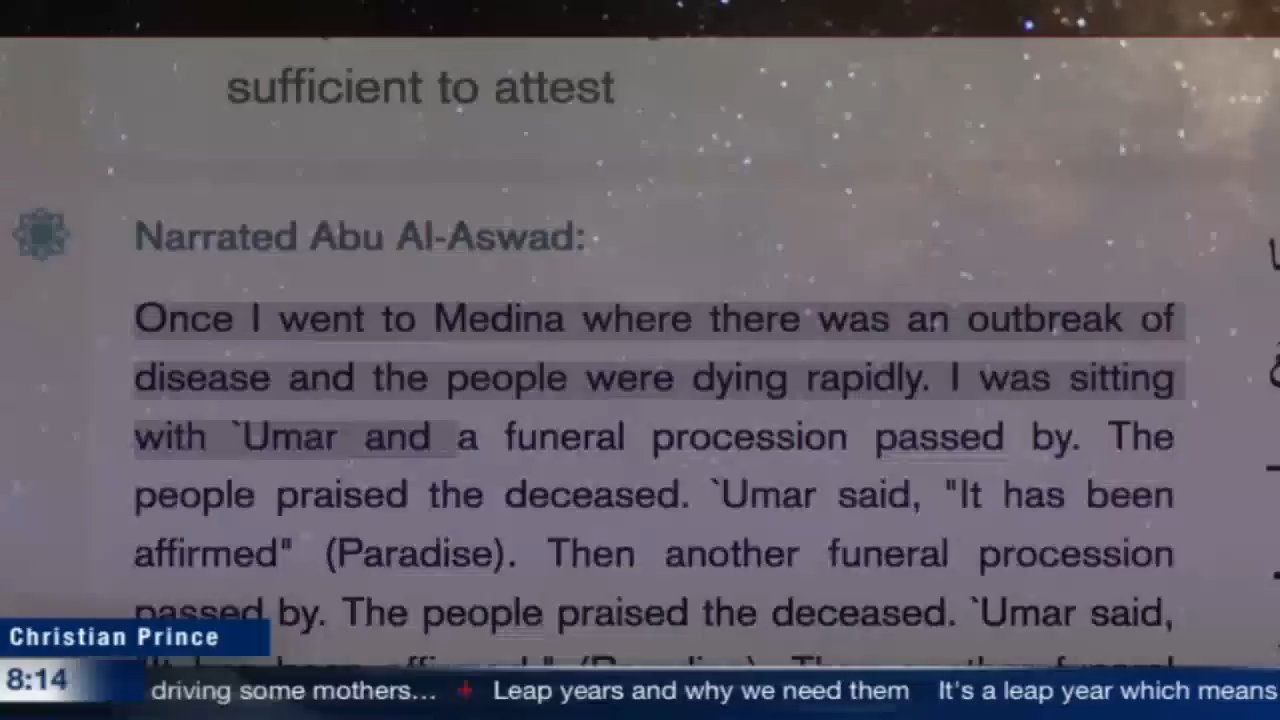 sufficient to attest
Narrated Abu Al-Aswad:
Once I went to Medina where there was an outbreak of
disease and the people were dying rapidly. I was sitting
with `Umar and a funeral procession passed by. The
people praised the deceased. `Umar said, "It has been
affirmed" (Paradise). Then another funeral procession
passed by. The people praised the deceased. `Umar said,
Christian Prince
8:14
driving some mothers... + Leap years and why we need them It's a leap year which means